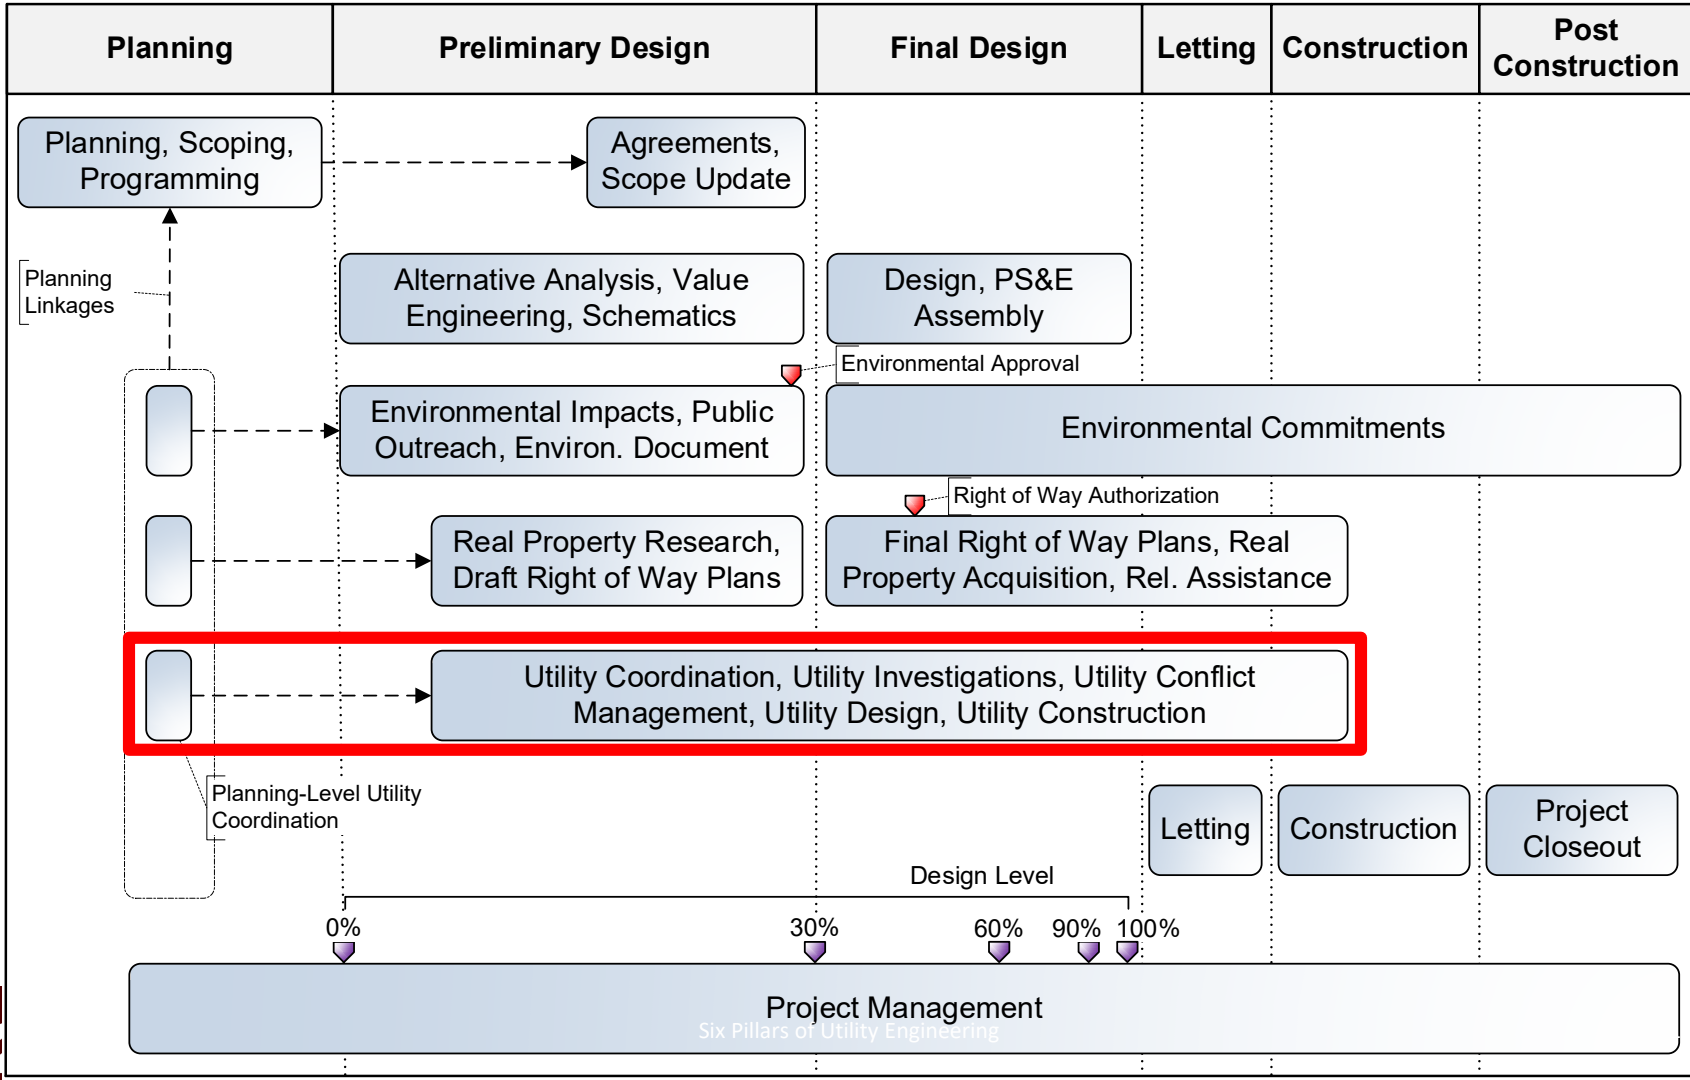 Planning
Preliminary Design
Final Design
Letting
Construction
Post
Construction
Planning, Scoping,
Programming
Agreements,
Scope Update
Planning
Linkages
Alternative Analysis, Value
Engineering, Schematics
Design, PS&E
Assembly
Environmental Approval
Environmental Impacts, Public
Outreach, Environ. Document
Environmental Commitments
Right of Way Authorization
Real Property Research,
Draft Right of Way Plans
Final Right of Way Plans, Real
Property Acquisition, Rel. Assistance
Utility Coordination, Utility Investigations, Utility Conflict
Management, Utility Design, Utility Construction
Planning-Level Utility
Coordination
Letting
Construction
Project
Closeout
Design Level
0%
30%
60%
90%
100%
Project Management
Six Pillars of Utility Engineering